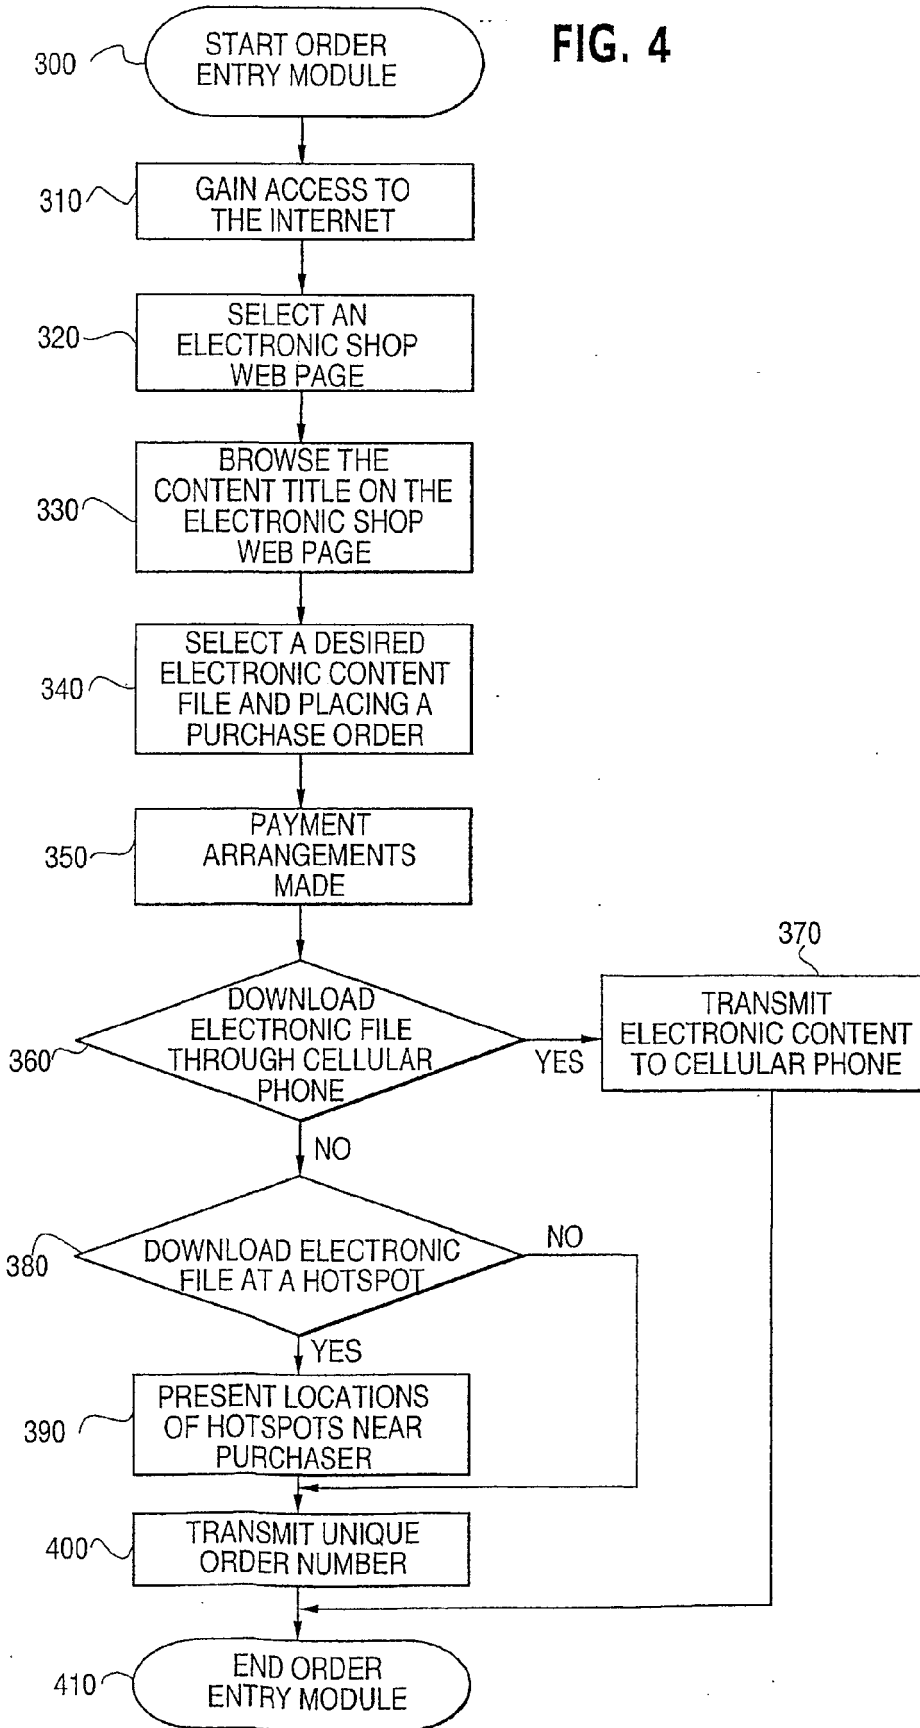 FIG. 4
START ORDER
ENTRY MODULE
300
310
GAIN ACCESS TO
THE INTERNET
320
SELECT AN
ELECTRONIC SHOP
WEB PAGE
330
BROWSE THE
CONTENT TITLE ON THE
ELECTRONIC SHOP
WEB PAGE
340
SELECT A DESIRED
ELECTRONIC CONTENT
FILE AND PLACING A
PURCHASE ORDER
350
PAYMENT
ARRANGEMENTS
MADE
360
DOWNLOAD
ELECTRONIC FILE
THROUGH CELLULAR
PHONE
YES
370
TRANSMIT
ELECTRONIC CONTENT
TO CELLULAR PHONE
NO
380
DOWNLOAD ELECTRONIC
FILE AT A HOTSPOT
NO
YES
390
PRESENT LOCATIONS
OF HOTSPOTS NEAR
PURCHASER
400
TRANSMIT UNIQUE
ORDER NUMBER
410
END ORDER
ENTRY MODULE